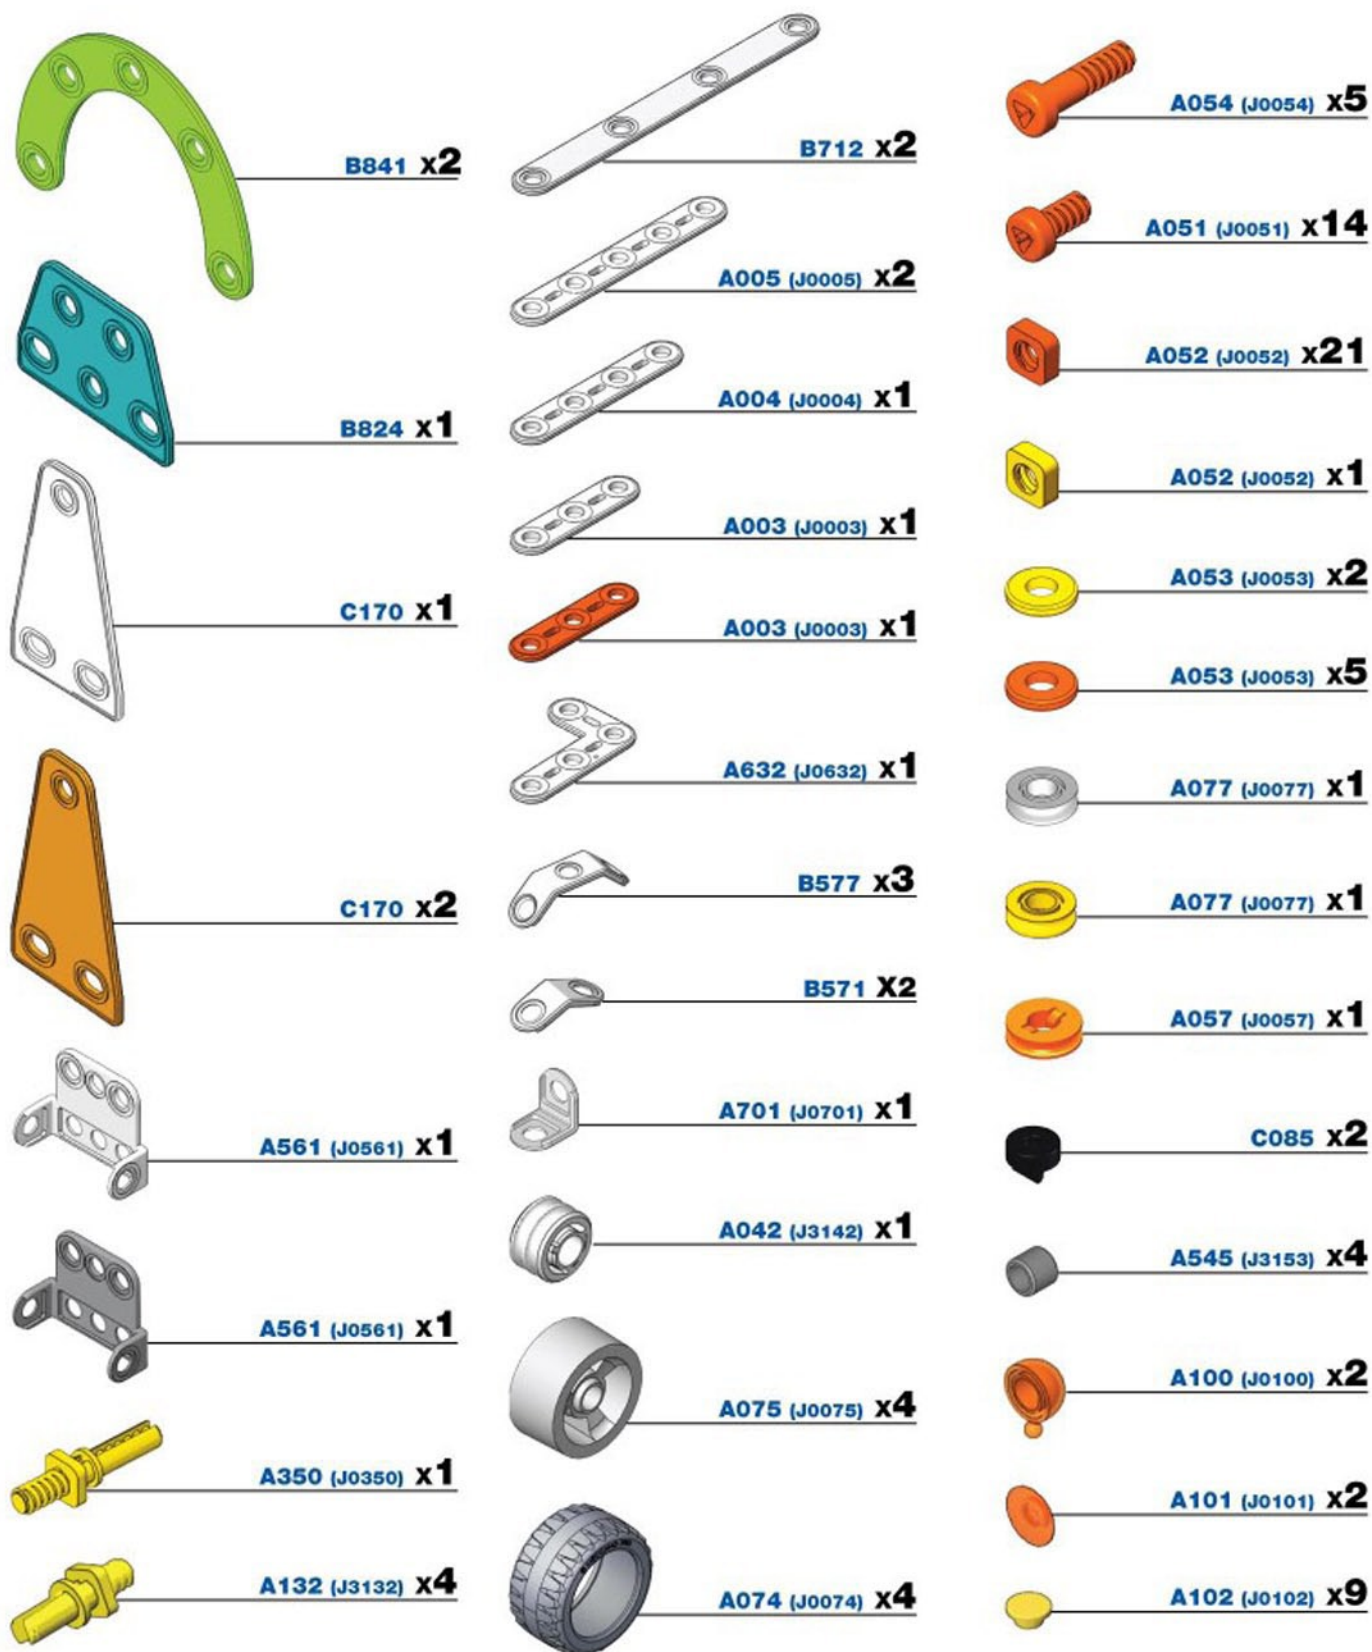 B841 x2
B824 x1
C170 x1
C170 x2
A561 (J0561) x1
A561 (J0561) x1
A350 (J0350) x1
A132 (J3132) x4
B712 x2
A005 (J0005) x2
A004 (J0004) x1
A003 (J0003) x1
A003 (J0003) x1
A632 (J0632) x1
B577 x3
B571 X2
A701 (J0701) x1
A042 (J3142) x1
A075 (J0075) x4
A074 (J0074) x4
A054 (J0054) x5
A051 (J0051) x14
A052 (J0052) x21
A052 (J0052) x1
A053 (J0053) x2
A053 (J0053) x5
A077 (J0077) x1
A077 (J0077) x1
A057 (J0057) x1
C085 x2
A545 (J3153) x4
A100 (J0100) x2
A101 (J0101) x2
A102 (J0102) x9